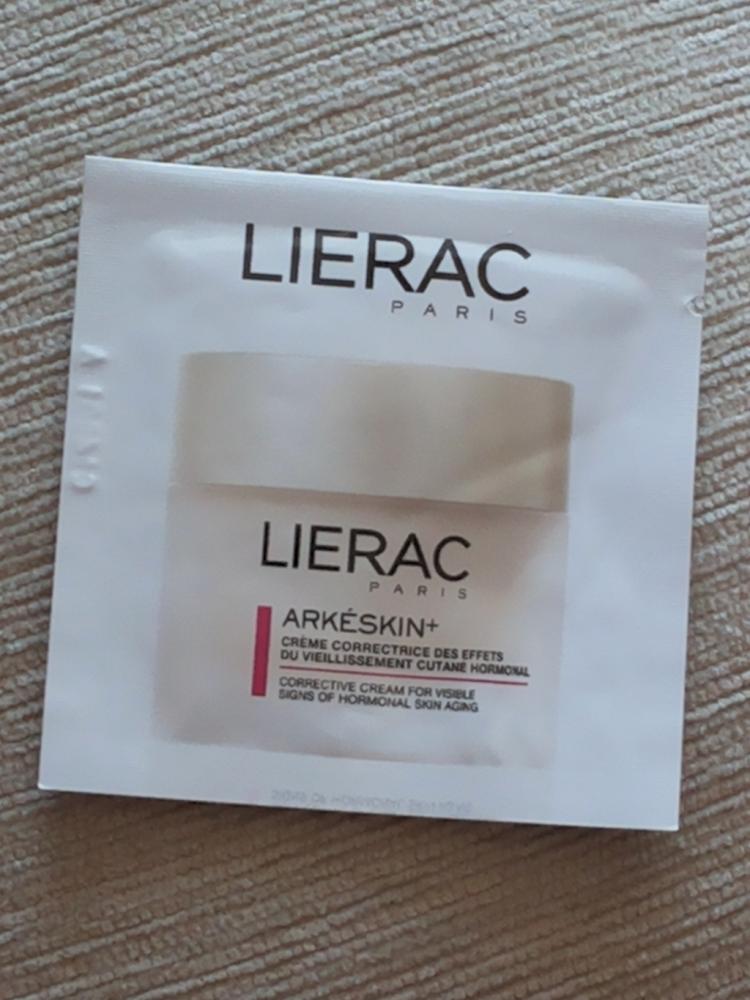 LIERAC
PARIS
LIERAC
PARIS
ARKÉSKIN+
CRÈME CORRECTRICE DES EFFETS
DU VIEILLISSEMENT CUTANÉ HORMONAL
CORRECTIVE CREAM FOR VISIBLE
SIGNS OF HORMONAL SKIN AGING